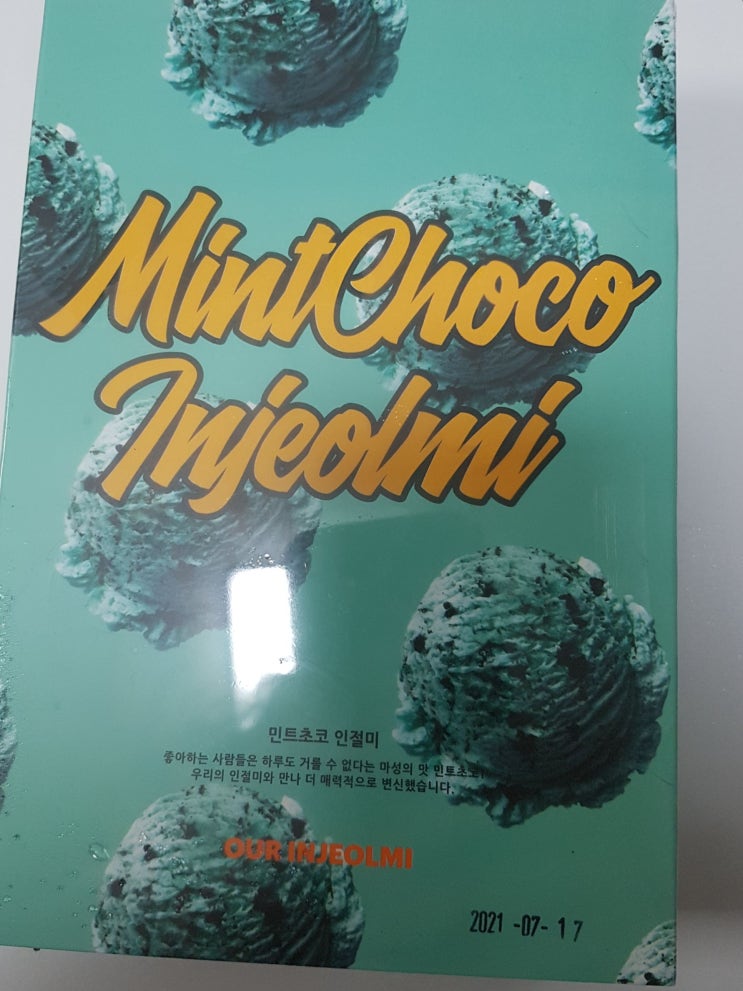 MintChoco
Injeolmi
민트초코 인절미
좋아하는 사람들은 하루도 거를 수 없다는 마성의 맛 민트초코!
우리의 인절미와 만나 더 매력적으로 변신했습니다.
OUR INJEOLMI
2021 -07- 17